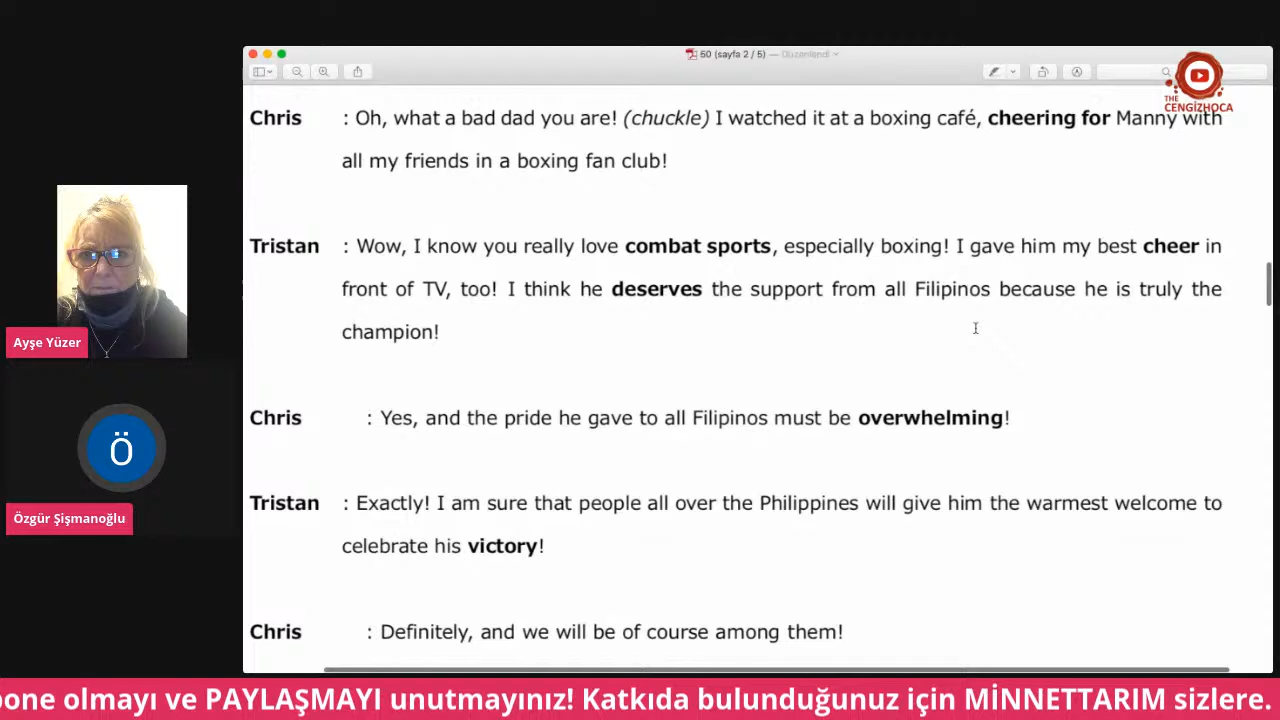 50 (sayfa 2 / 5) — Düzenlendi
THE
CENGİZHOCA
Chris : Oh, what a bad dad you are! (chuckle) I watched it at a boxing café, cheering for Manny with
all my friends in a boxing fan club!
Tristan : Wow, I know you really love combat sports, especially boxing! I gave him my best cheer in
front of TV, too! I think he deserves the support from all Filipinos because he is truly the
champion!
Chris : Yes, and the pride he gave to all Filipinos must be overwhelming!
Tristan : Exactly! I am sure that people all over the Philippines will give him the warmest welcome to
celebrate his victory!
Chris : Definitely, and we will be of course among them!
Ayşe Yüzer
Ö
Özgür Şişmanoğlu
one olmayı ve PAYLAŞMAYI unutmayınız! Katkıda bulunduğunuz için MİNNETTARIM sizlere.